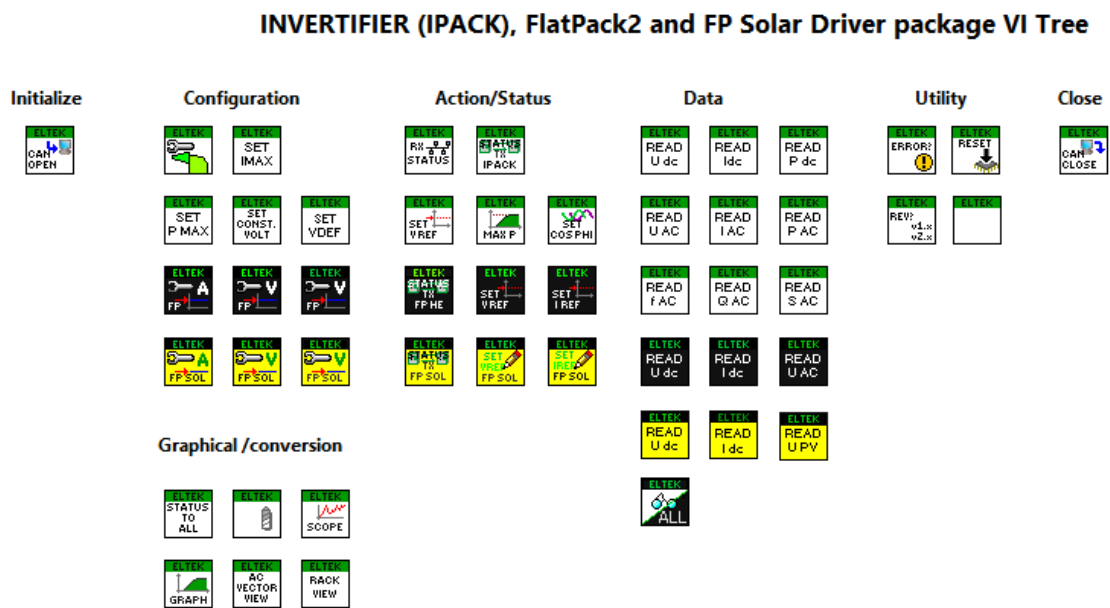 INVERTIFIER (IPACK), FlatPack2 and FP Solar Driver package VI Tree
Initialize
Configuration
Action/Status
Data
Utility
Close
ELTEK
CAN
OPEN
ELTEK
ELTEK
SET
IMAX
ELTEK
RX
STATUS
ELTEK
STATUS
TX
IPACK
ELTEK
READ
U dc
ELTEK
READ
Idc
ELTEK
READ
P dc
ELTEK
ERROR?
ELTEK
RESET
ELTEK
CAN
CLOSE
ELTEK
SET
P MAX
ELTEK
SET
CONST.
VOLT
ELTEK
SET
VDEF
ELTEK
SET
VREF
ELTEK
MAX P
ELTEK
SET
COS PHI
ELTEK
READ
U AC
ELTEK
READ
I AC
ELTEK
READ
P AC
ELTEK
REV?
v1.x
v2.x
ELTEK
ELTEK
A
FP
ELTEK
V
FP
ELTEK
V
FP
ELTEK
STATUS
TX
FP HE
ELTEK
SET
VREF
ELTEK
SET
I REF
ELTEK
READ
f AC
ELTEK
READ
Q AC
ELTEK
READ
S AC
ELTEK
A
FP SOL
ELTEK
V
FP SOL
ELTEK
V
FP SOL
ELTEK
STATUS
TX
FP SOL
ELTEK
SET
VREF
FP SOL
ELTEK
SET
IREF
FP SOL
ELTEK
READ
U dc
ELTEK
READ
I dc
ELTEK
READ
U AC
ELTEK
READ
U dc
ELTEK
READ
I dc
ELTEK
READ
U PV
Graphical /conversion
ELTEK
ALL
ELTEK
STATUS
TO
ALL
ELTEK
ELTEK
SCOPE
ELTEK
GRAPH
ELTEK
AC
VECTOR
VIEW
ELTEK
RACK
VIEW